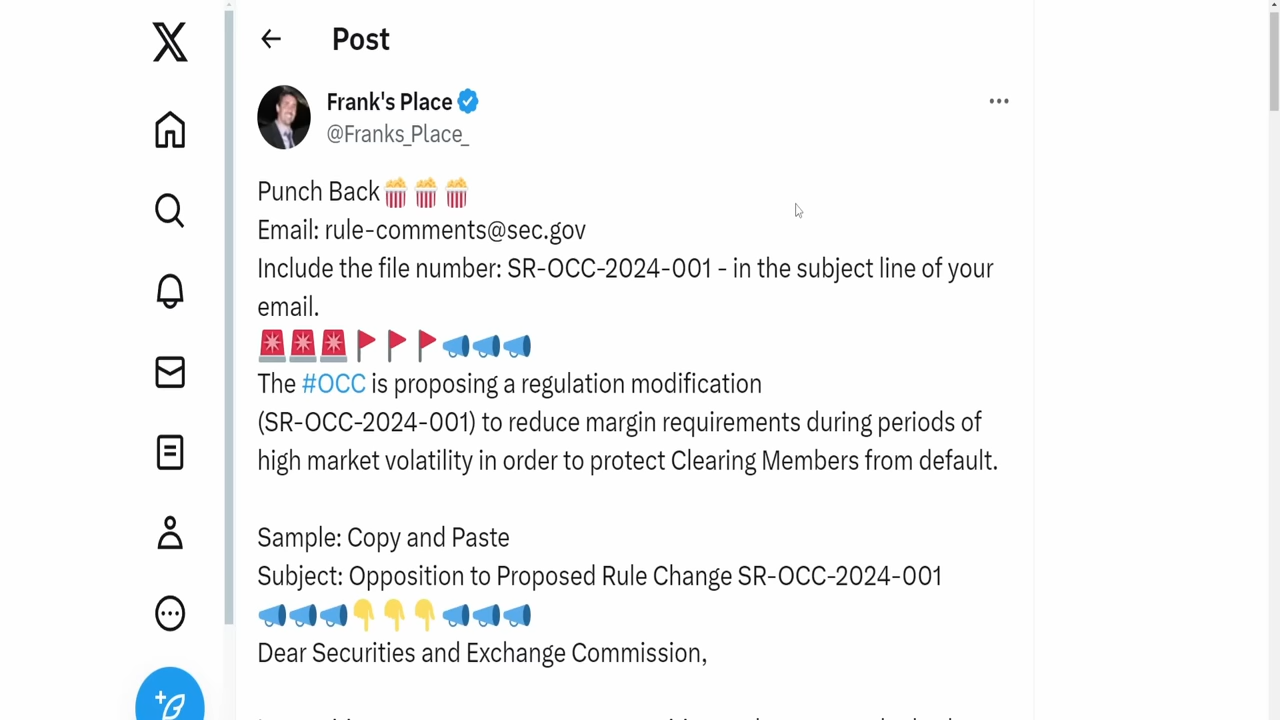 Post
Frank's Place
@Franks_Place_
Punch Back🍿🍿🍿
Email: rule-comments@sec.gov
Include the file number: SR-OCC-2024-001 - in the subject line of your
email.
🚨🚨🚨🚩🚩🚩📣📣📣
The #OCC is proposing a regulation modification
(SR-OCC-2024-001) to reduce margin requirements during periods of
high market volatility in order to protect Clearing Members from default.
Sample: Copy and Paste
Subject: Opposition to Proposed Rule Change SR-OCC-2024-001
📣📣📣👇👇👇📣📣📣
Dear Securities and Exchange Commission,